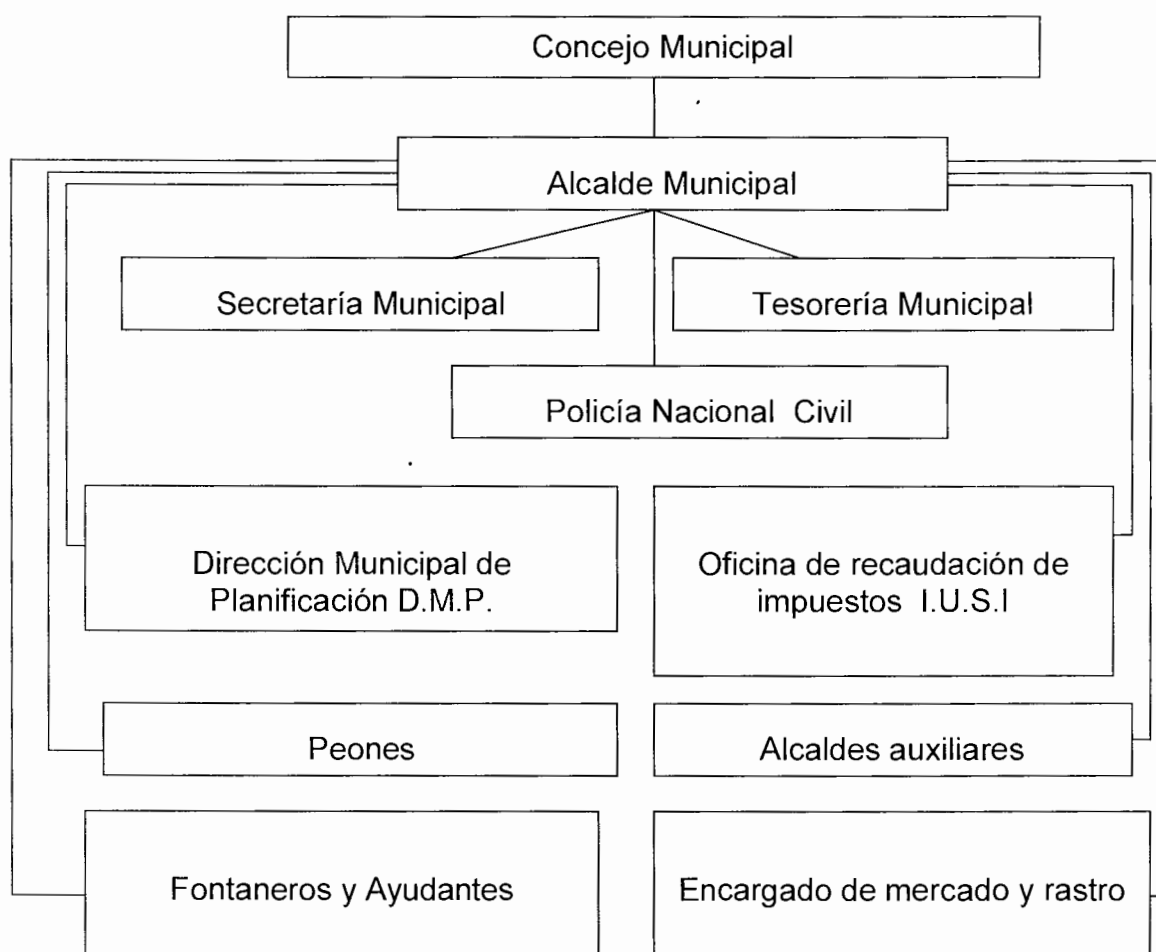 Concejo Municipal
Alcalde Municipal
Secretaría Municipal
Tesorería Municipal
Policía Nacional Civil
Dirección Municipal de
Planificación D.M.P.
Oficina de recaudación de
impuestos I.U.S.I
Peones
Alcaldes auxiliares
Fontaneros y Ayudantes
Encargado de mercado y rastro